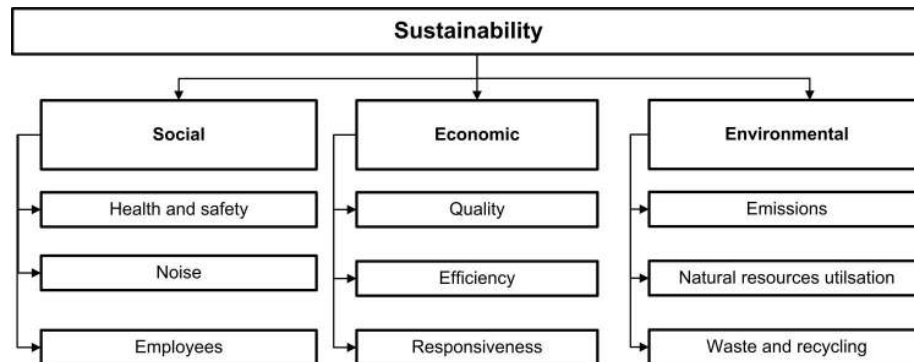 Sustainability
Social
Economic
Environmental
Health and safety
Quality
Emissions
Noise
Efficiency
Natural resources utilsation
Employees
Responsiveness
Waste and recycling